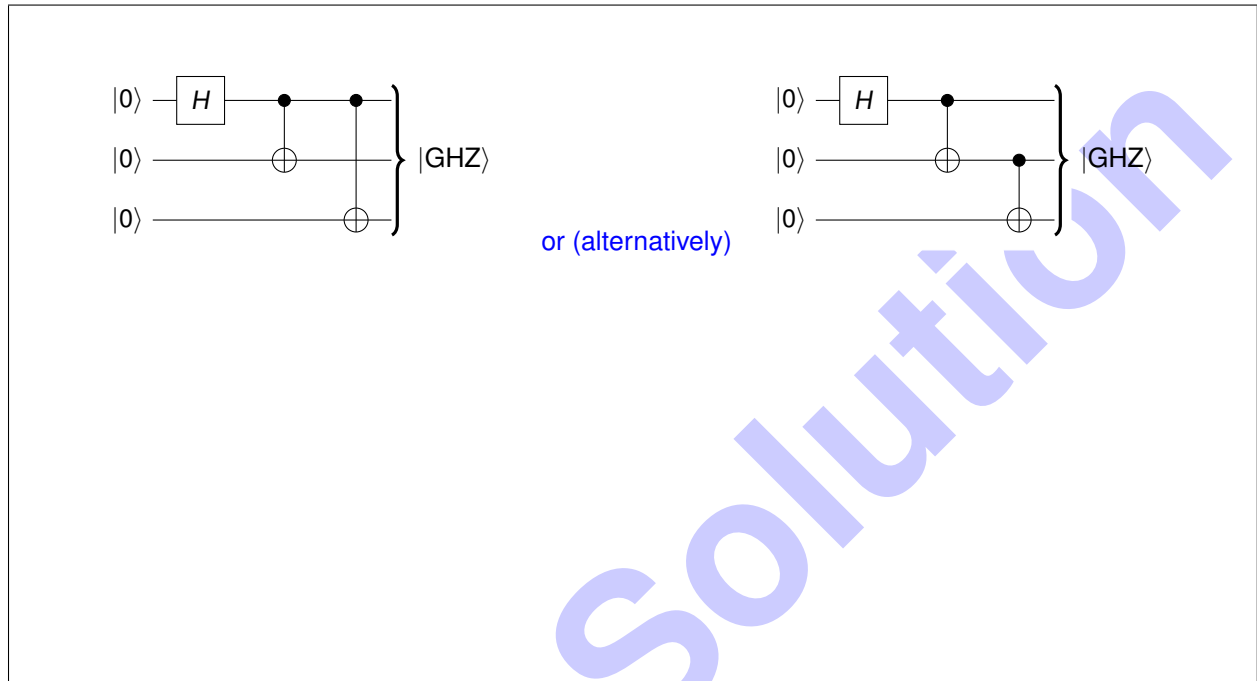 |0⟩ H |0⟩ H
|0⟩ |GHZ⟩ |0⟩ |GHZ⟩
|0⟩ |0⟩
or (alternatively)
Solution